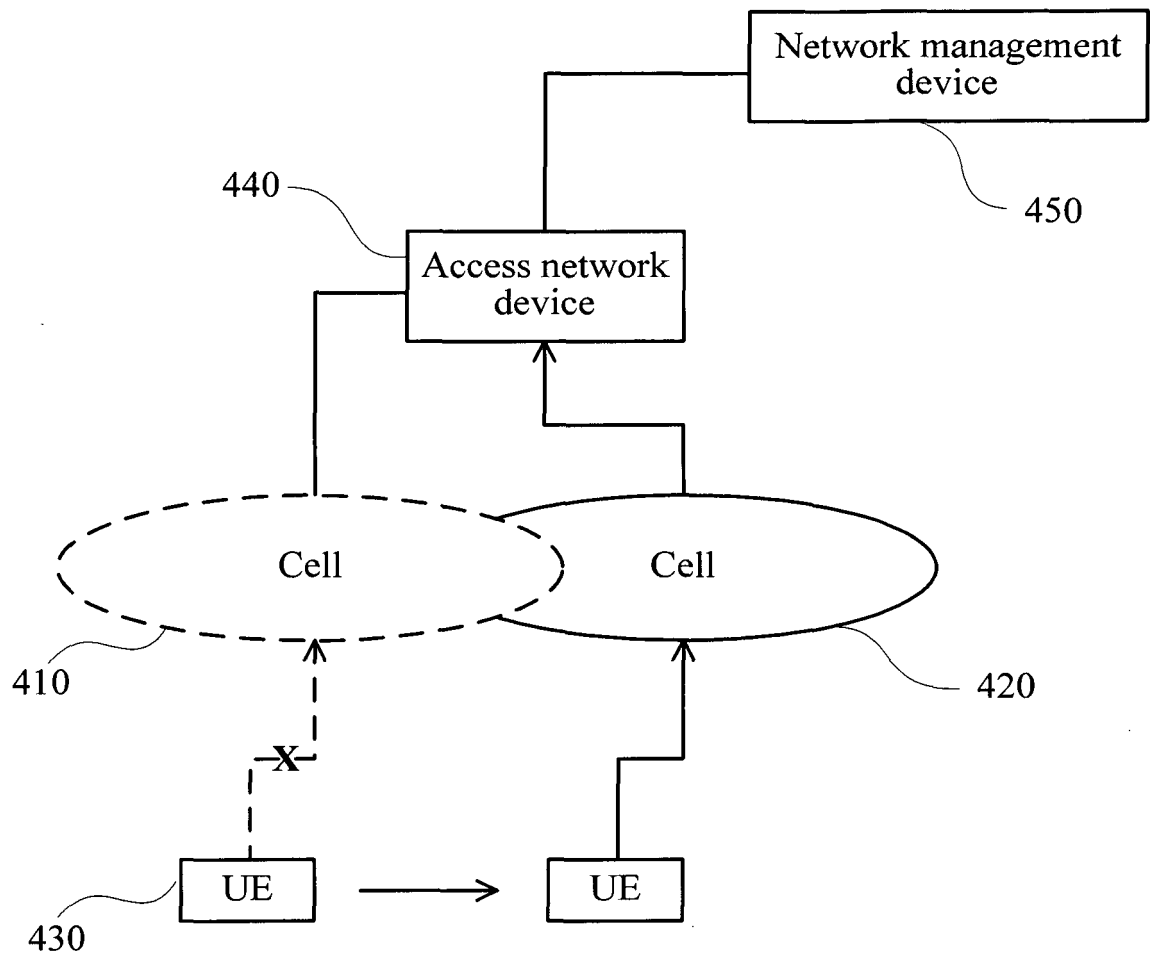 Network management
device
440
450
Access network
device
Cell
Cell
410
420
X
UE
UE
430